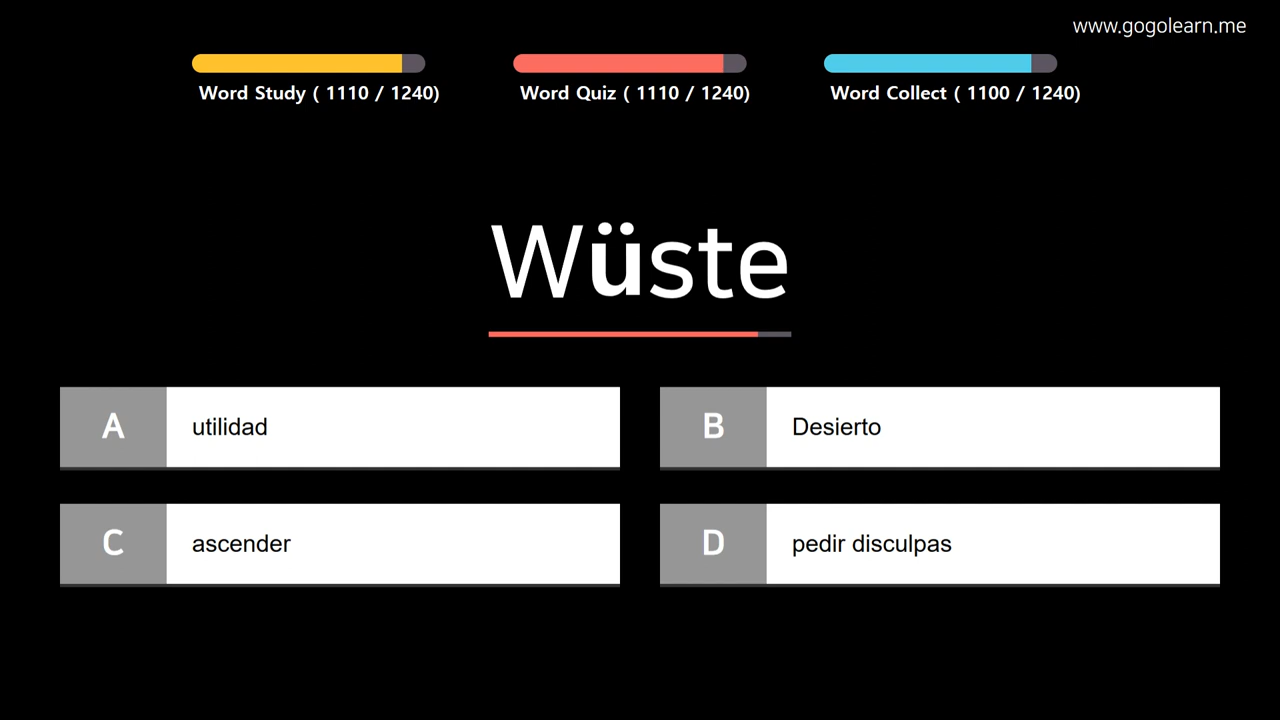 www.gogolearn.me
Word Study ( 1110 / 1240)
Word Quiz ( 1110 / 1240)
Word Collect ( 1100 / 1240)
Wüste
A utilidad
B Desierto
C ascender
D pedir disculpas